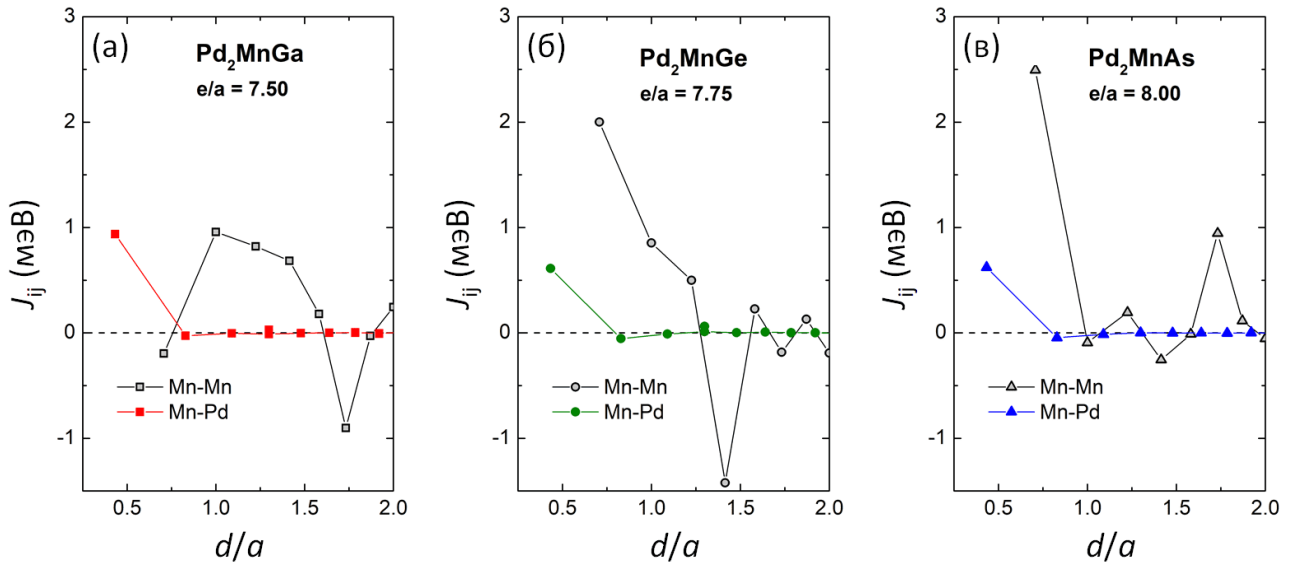 (а)
Pd₂MnGa
e/a = 7.50
3
2
1
0
-1
J_ij (мэВ)
Mn-Mn
Mn-Pd
0.5 1.0 1.5 2.0
d/a
(б)
Pd₂MnGe
e/a = 7.75
3
2
1
0
-1
J_ij (мэВ)
Mn-Mn
Mn-Pd
0.5 1.0 1.5 2.0
d/a
(в)
Pd₂MnAs
e/a = 8.00
3
2
1
0
-1
J_ij (мэВ)
Mn-Mn
Mn-Pd
0.5 1.0 1.5 2.0
d/a